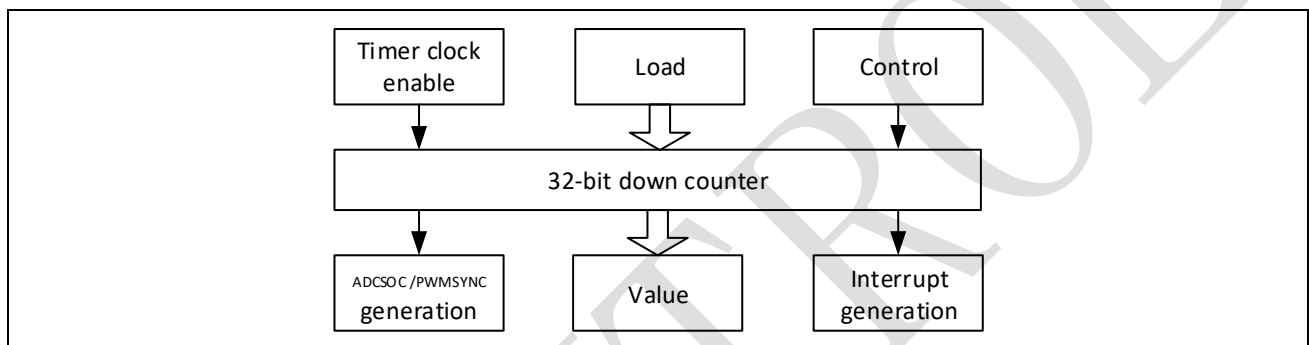 Timer clock
enable
Load
Control
32-bit down counter
ADCSOC/PWMSYNC
generation
Value
Interrupt
generation